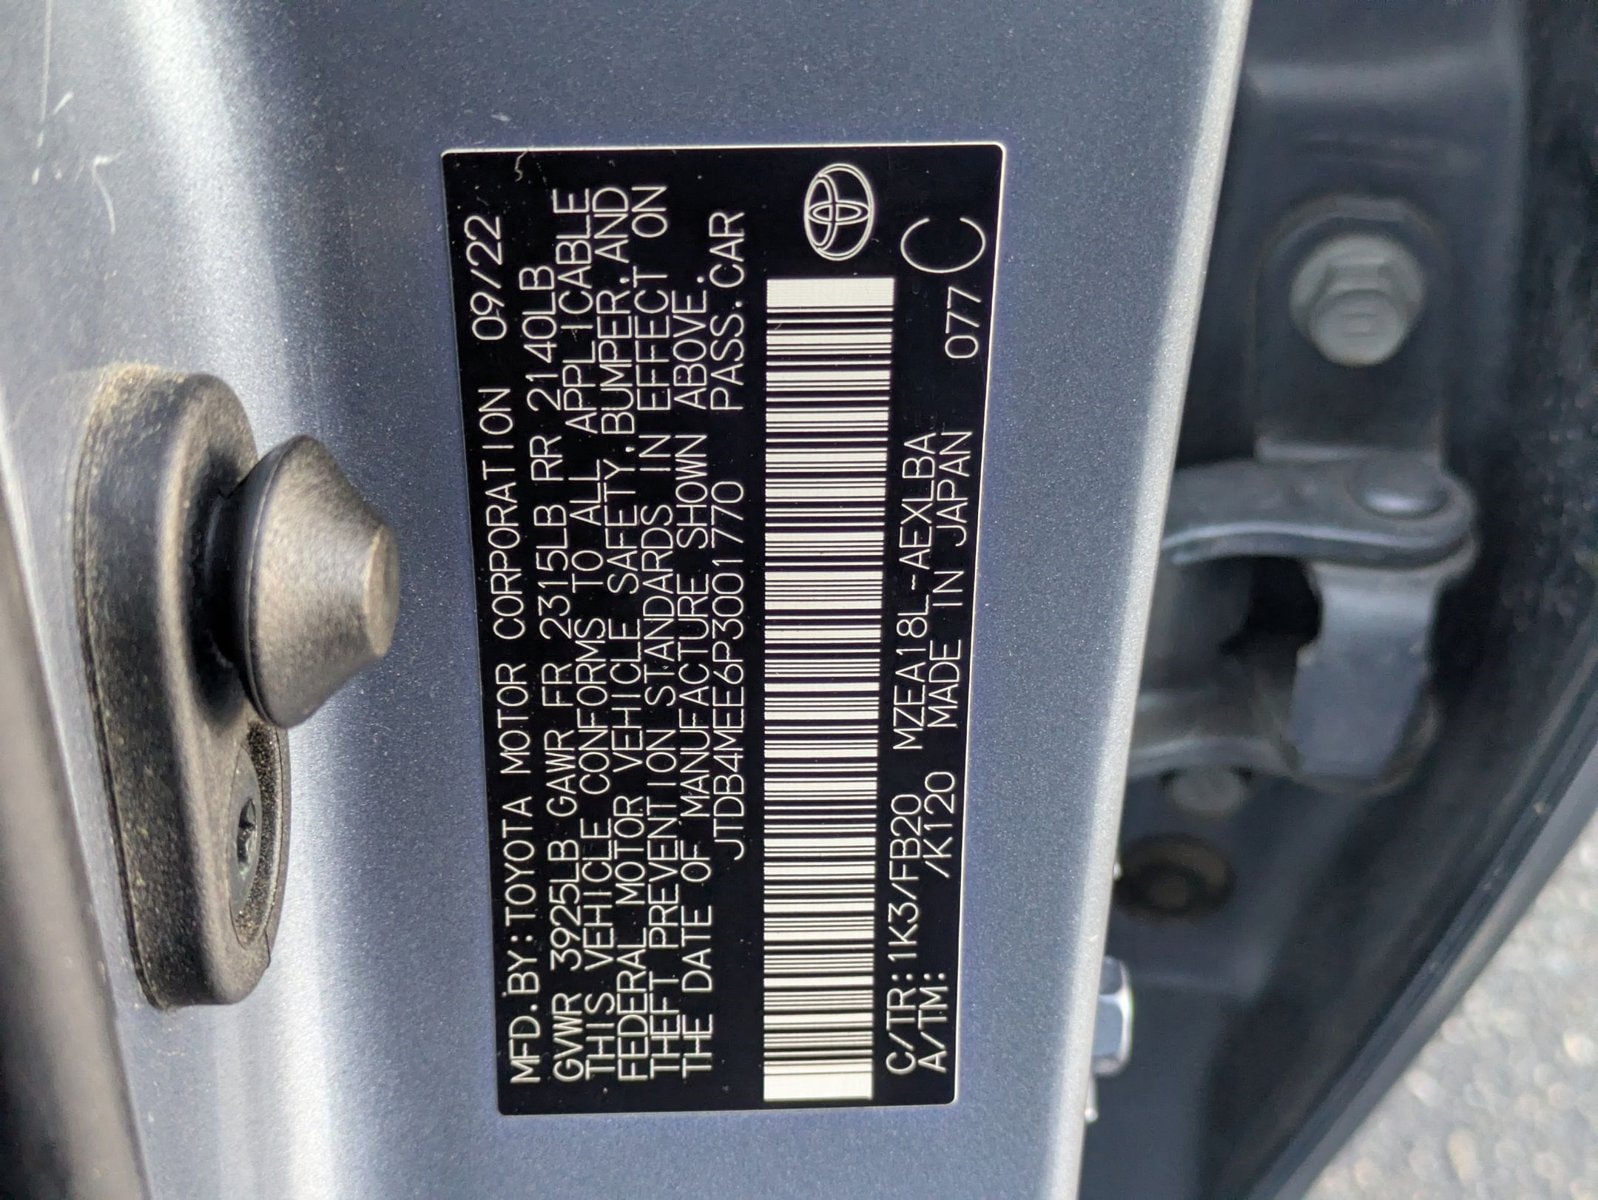 MFD.BY:TOYOTA MOTOR CORPORATION 09/22
GVWR 3925LB GAWR FR 2315LB RR 2140LB
THIS VEHICLE CONFORMS TO ALL APPLICABLE
FEDERAL MOTOR VEHICLE SAFETY,BUMPER,AND
THEFT PREVENTION STANDARDS IN EFFECT ON
THE DATE OF MANUFACTURE SHOWN ABOVE.
JTDB4MEE6P3001770 PASS.CAR
C/TR:1K3/FB20 MZEA18L-AEXLBA
A/TM: /K120 MADE IN JAPAN 077 C